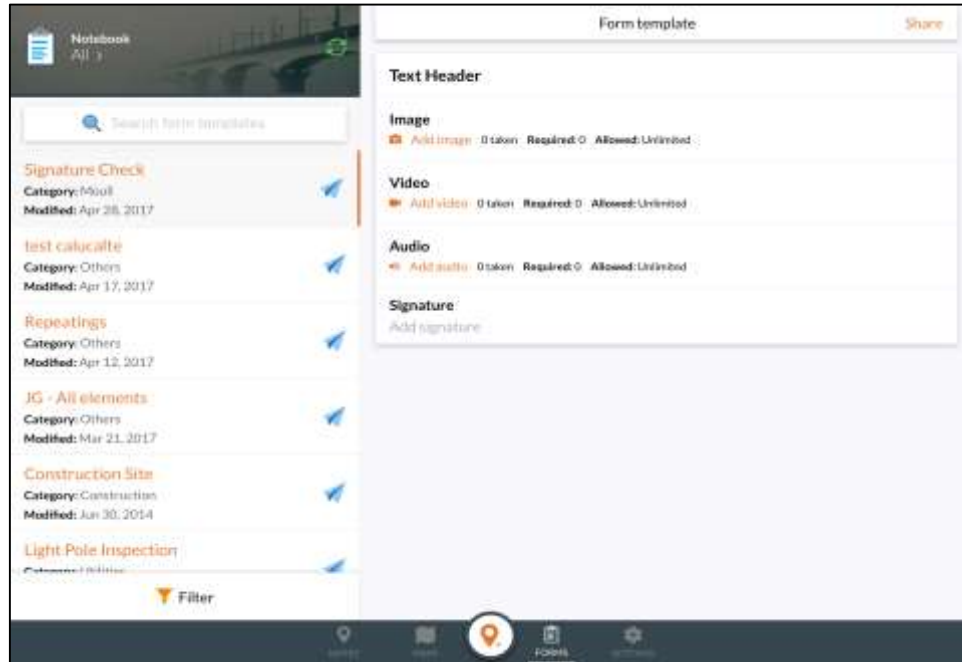 Notebook
All >
Search form templates
Signature Check
Category: Mouli
Modified: Apr 28, 2017
test calucalte
Category: Others
Modified: Apr 17, 2017
Repeatings
Category: Others
Modified: Apr 12, 2017
JG - All elements
Category: Others
Modified: Mar 21, 2017
Construction Site
Category: Construction
Modified: Jun 30, 2014
Light Pole Inspection
Category: Utilities
Filter
Form template
Share
Text Header
Image
Add image 0 taken Required: 0 Allowed: Unlimited
Video
Add video 0 taken Required: 0 Allowed: Unlimited
Audio
Add audio 0 taken Required: 0 Allowed: Unlimited
Signature
Add signature
FORMS